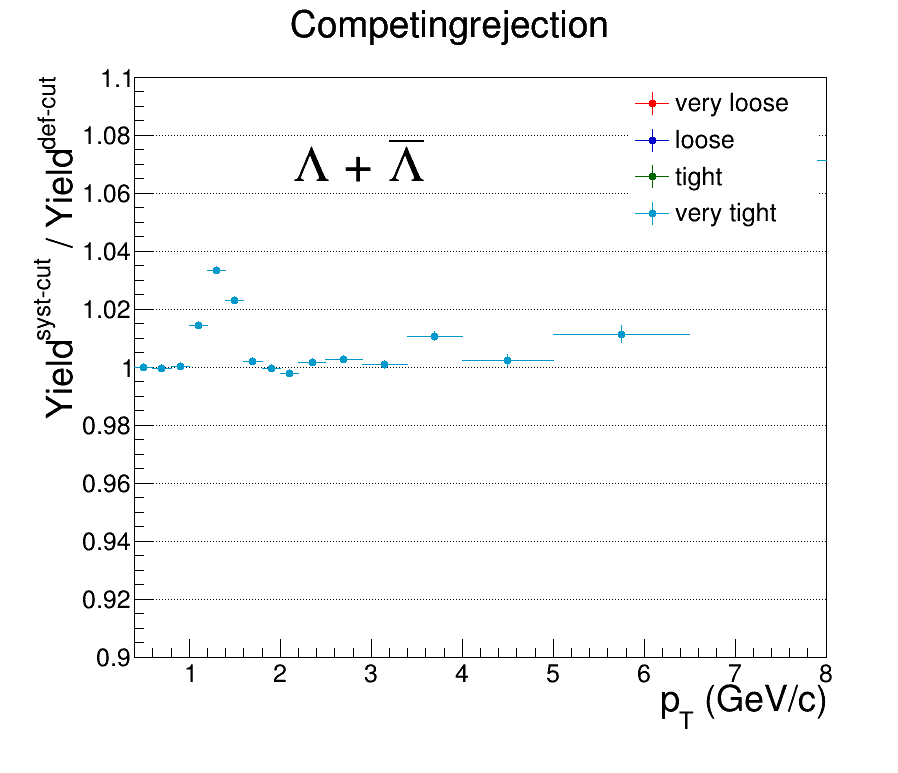 Competingrejection
Yield^syst-cut / Yield^def-cut
1.1
1.08
1.06
1.04
1.02
1
0.98
0.96
0.94
0.92
0.9
Λ + Λ̅
very loose
loose
tight
very tight
1 2 3 4 5 6 7 8
p_T (GeV/c)